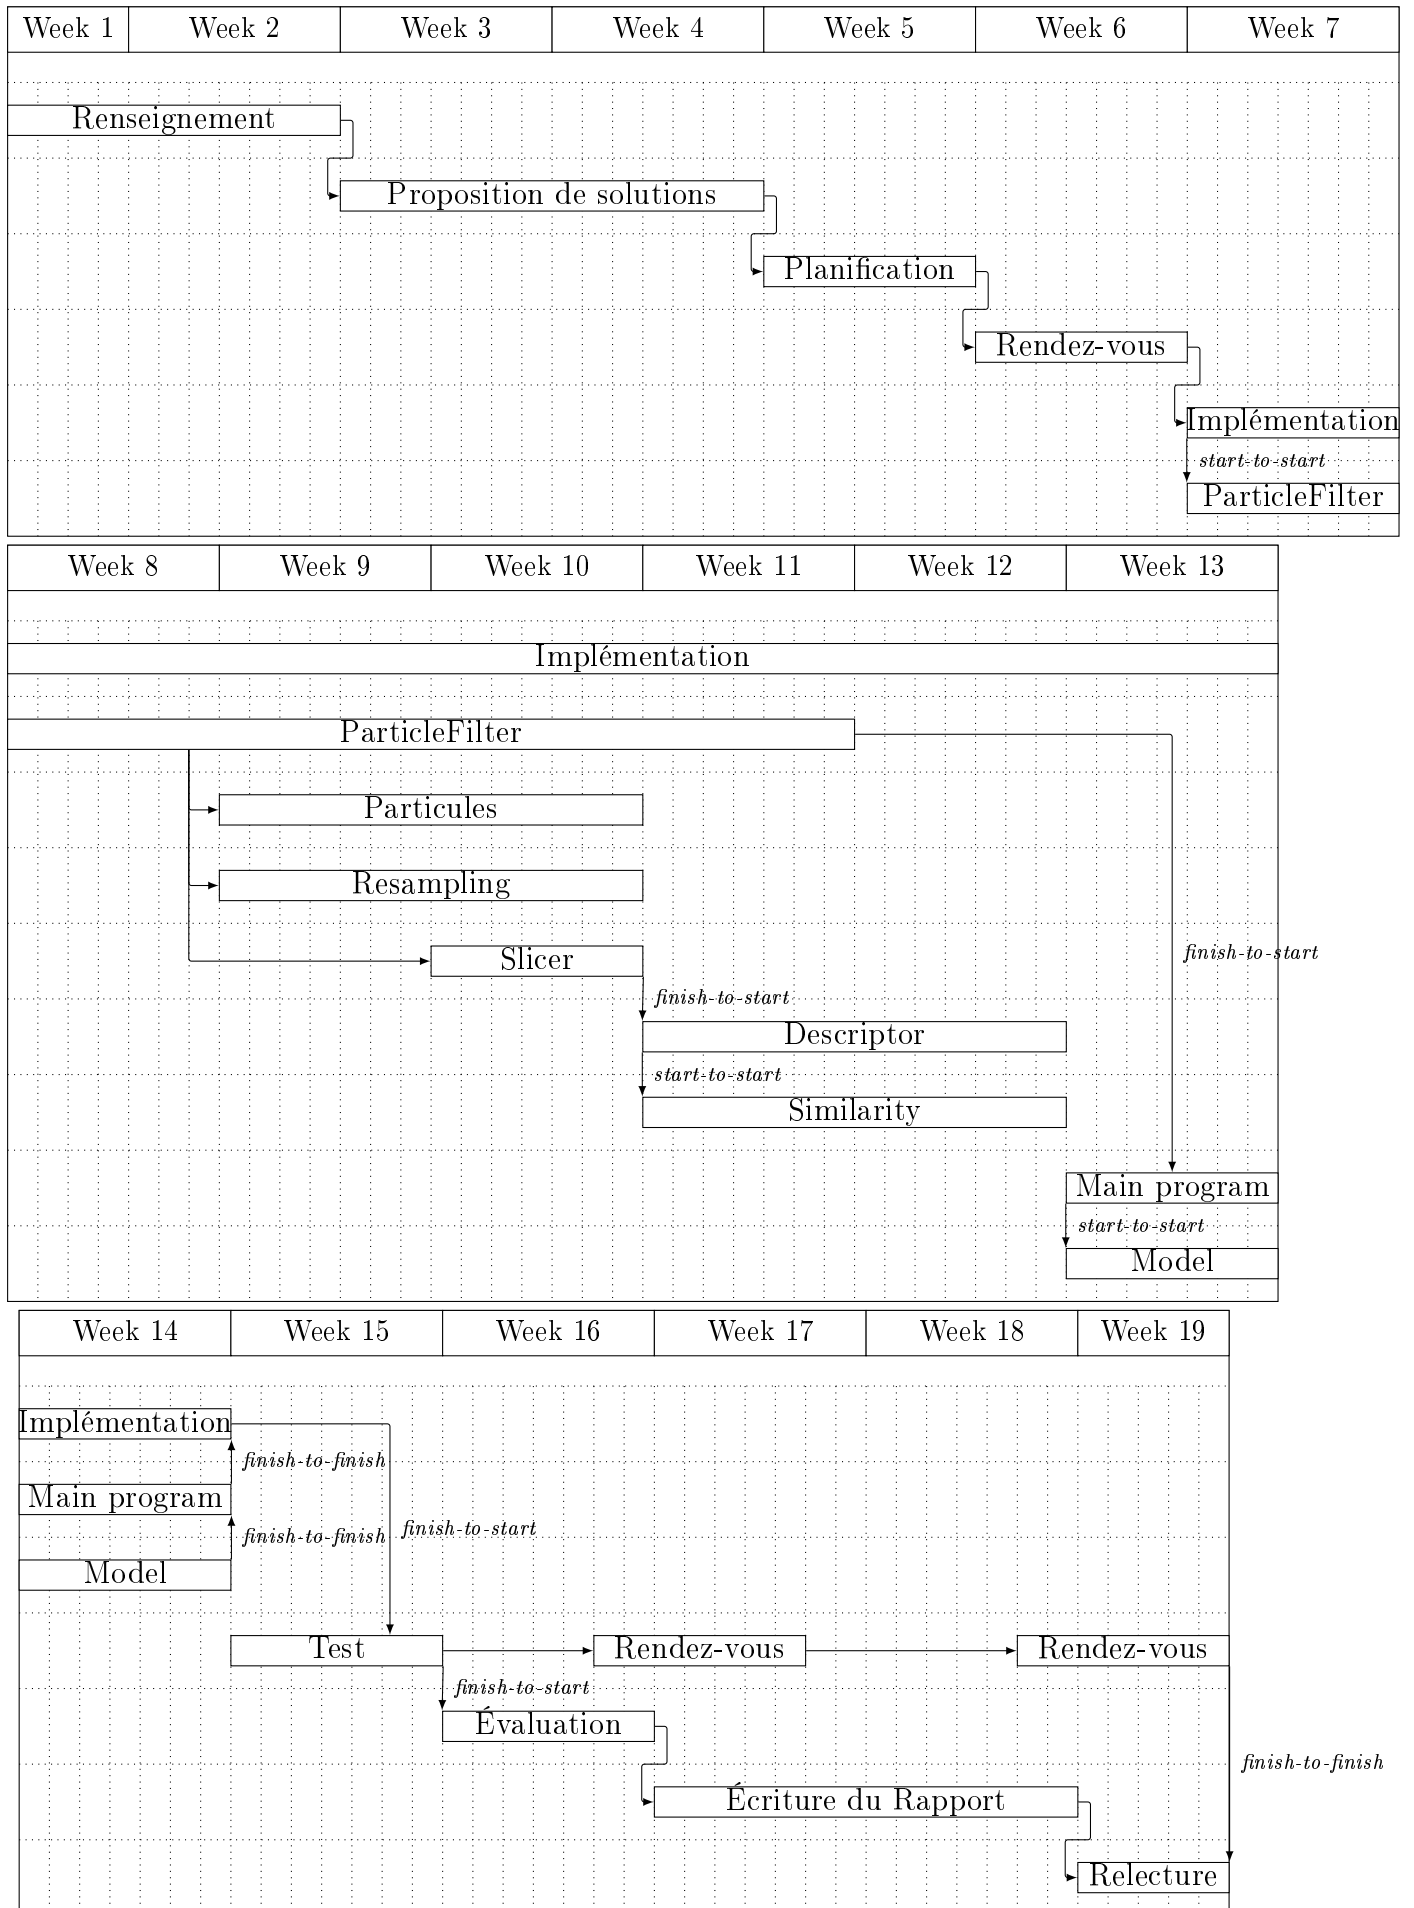 Week 1 Week 2 Week 3 Week 4 Week 5 Week 6 Week 7
Renseignement
Proposition de solutions
Planification
Rendez-vous
Implémentation
start-to-start
ParticleFilter
Week 8 Week 9 Week 10 Week 11 Week 12 Week 13
Implémentation
ParticleFilter
Particules
Resampling
finish-to-start
Slicer
finish-to-start
Descriptor
start-to-start
Similarity
Main program
start-to-start
Model
Week 14 Week 15 Week 16 Week 17 Week 18 Week 19
Implémentation
finish-to-finish
Main program
finish-to-finish finish-to-start
Model
Test Rendez-vous Rendez-vous
finish-to-start
Évaluation
finish-to-finish
Écriture du Rapport
Relecture